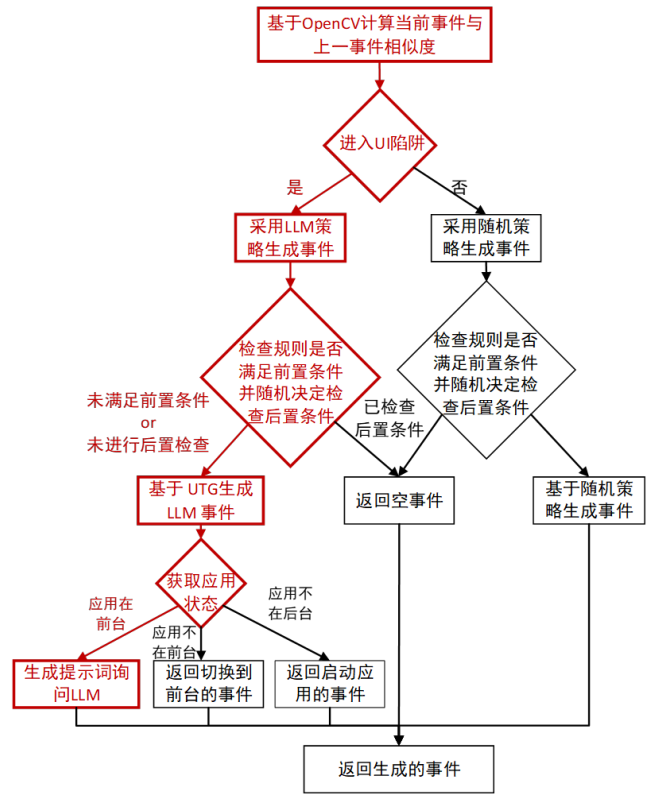 基于OpenCV计算当前事件与
上一事件相似度
进入UI陷阱
是
否
采用LLM策
略生成事件
采用随机策
略生成事件
检查规则是否
满足前置条件
并随机决定检
查后置条件
检查规则是否
满足前置条件
并随机决定检
查后置条件
未满足前置条件
or
未进行后置检查
已检查
后置条件
基于 UTG生成
LLM 事件
返回空事件
基于随机策
略生成事件
获取应用
状态
应用在
前台
应用不
在前台
应用不
在后台
生成提示词询
问LLM
返回切换到
前台的事件
返回启动应
用的事件
返回生成的事件